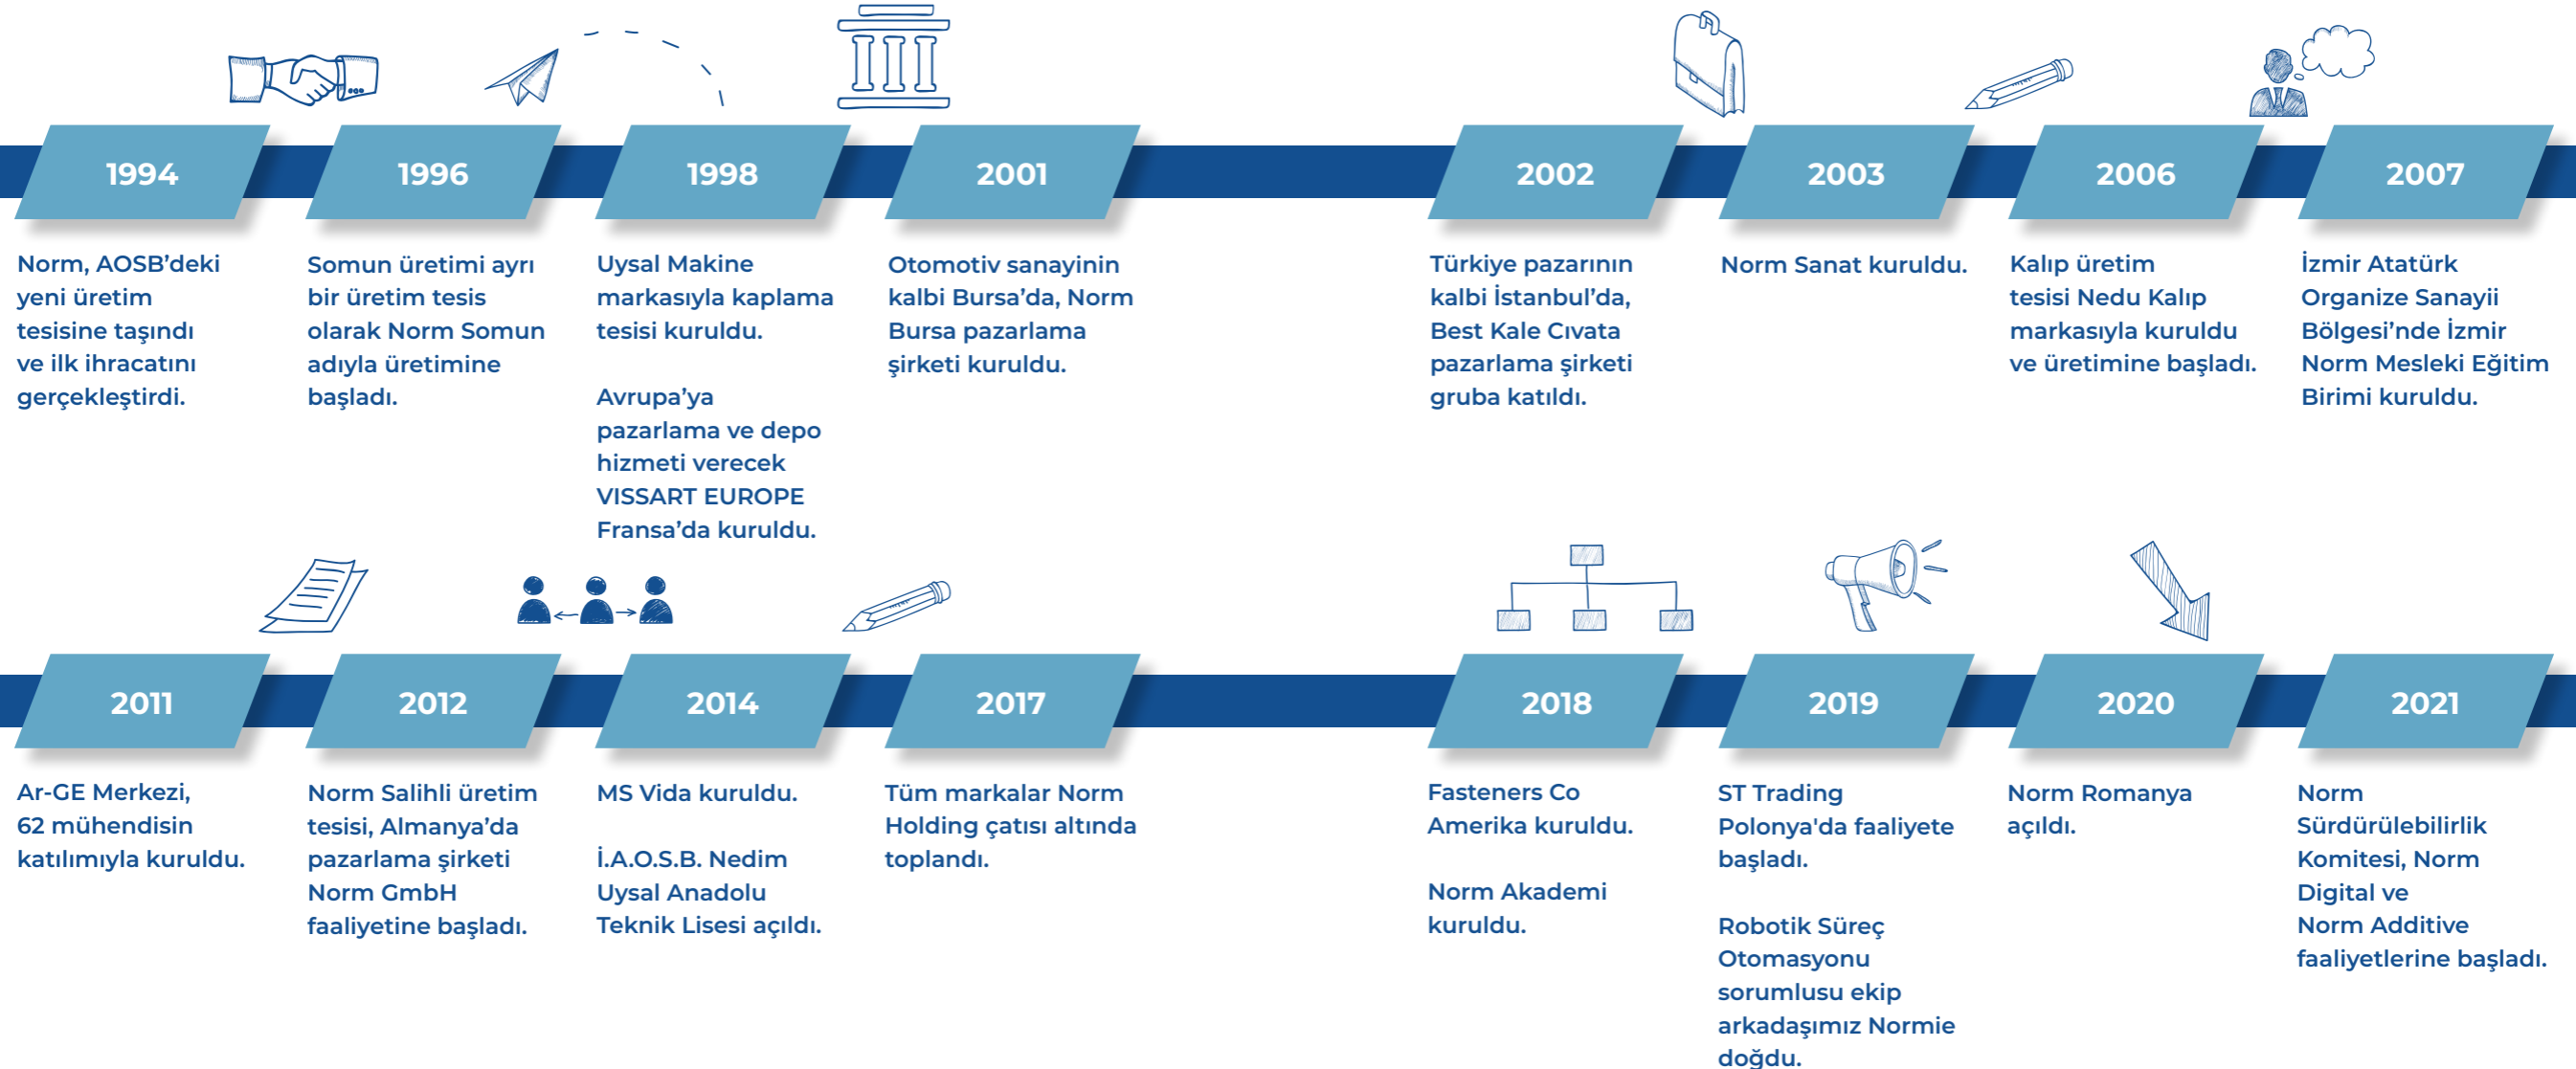 1994
Norm, AOSB’deki
yeni üretim
tesisine taşındı
ve ilk ihracatını
gerçekleştirdi.
1996
Somun üretimi ayrı
bir üretim tesis
olarak Norm Somun
adıyla üretimine
başladı.
1998
Uysal Makine
markasıyla kaplama
tesisi kuruldu.
Avrupa’ya
pazarlama ve depo
hizmeti verecek
VISSART EUROPE
Fransa’da kuruldu.
2001
Otomotiv sanayinin
kalbi Bursa’da, Norm
Bursa pazarlama
şirketi kuruldu.
2002
Türkiye pazarının
kalbi İstanbul’da,
Best Kale Cıvata
pazarlama şirketi
gruba katıldı.
2003
Norm Sanat kuruldu.
2006
Kalıp üretim
tesisi Nedu Kalıp
markasıyla kuruldu
ve üretimine başladı.
2007
İzmir Atatürk
Organize Sanayii
Bölgesi’nde İzmir
Norm Mesleki Eğitim
Birimi kuruldu.
2011
Ar-GE Merkezi,
62 mühendisin
katılımıyla kuruldu.
2012
Norm Salihli üretim
tesisi, Almanya’da
pazarlama şirketi
Norm GmbH
faaliyetine başladı.
2014
MS Vida kuruldu.
İ.A.O.S.B. Nedim
Uysal Anadolu
Teknik Lisesi açıldı.
2017
Tüm markalar Norm
Holding çatısı altında
toplandı.
2018
Fasteners Co
Amerika kuruldu.
Norm Akademi
kuruldu.
2019
ST Trading
Polonya'da faaliyete
başladı.
Robotik Süreç
Otomasyonu
sorumlusu ekip
arkadaşımız Normie
doğdu.
2020
Norm Romanya
açıldı.
2021
Norm
Sürdürülebilirlik
Komitesi, Norm
Digital ve
Norm Additive
faaliyetlerine başladı.